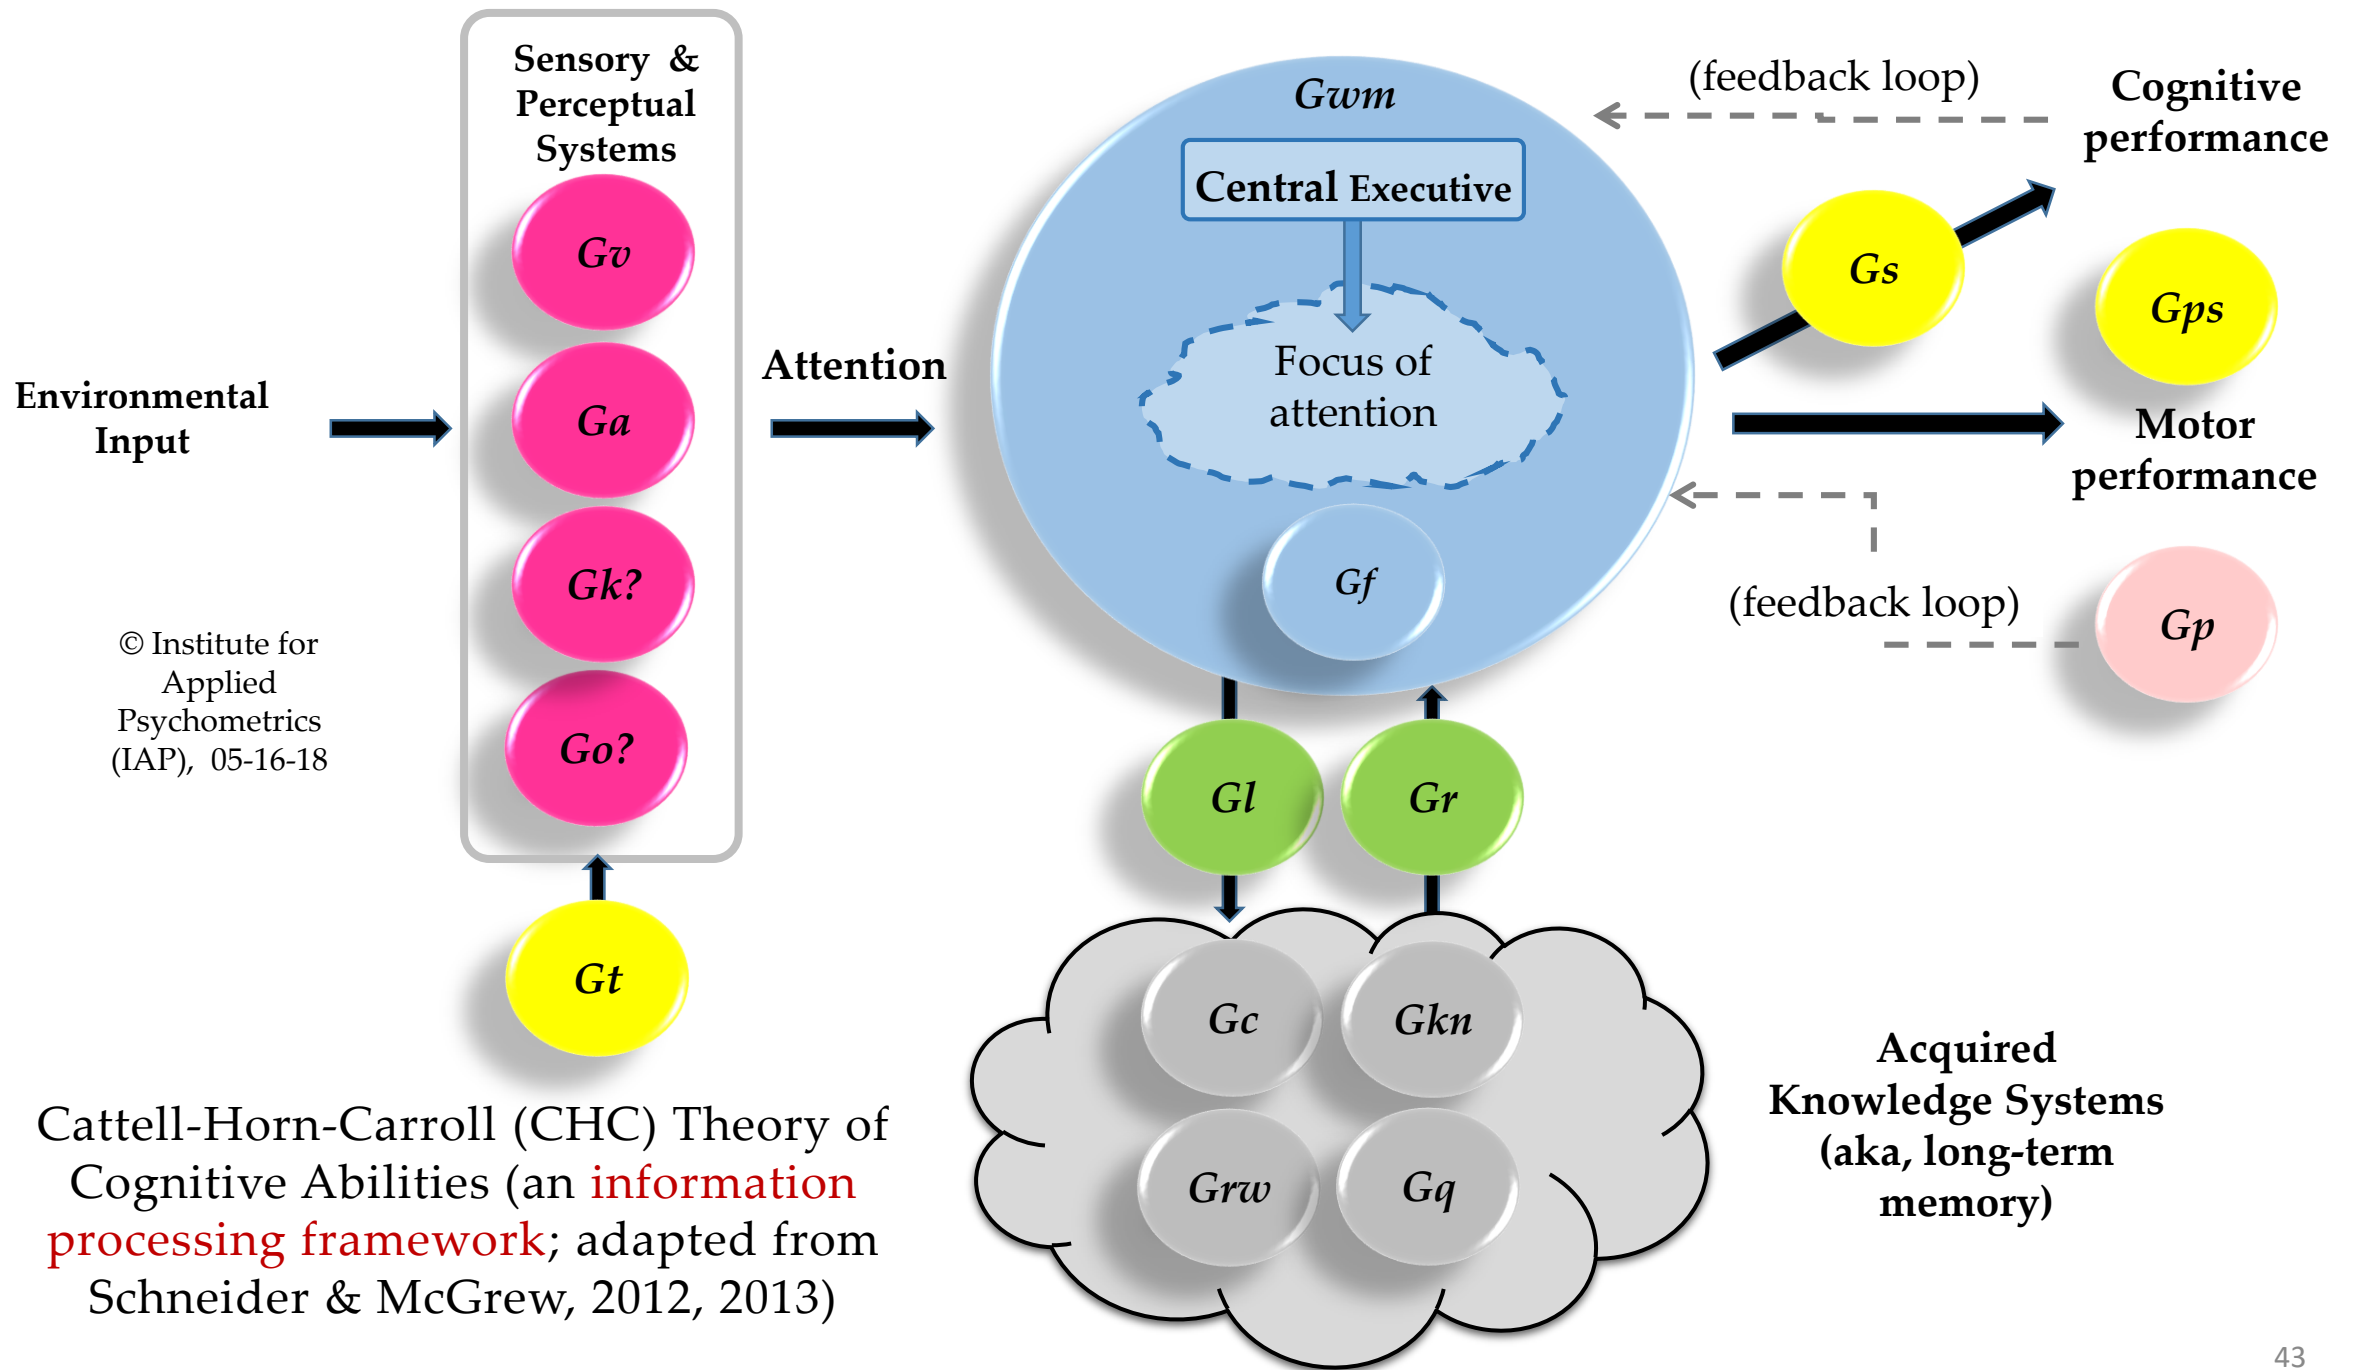 Sensory & 
Perceptual
Systems
Gv
Ga
Gk?
Go?
Gt
Environmental
Input
© Institute for
Applied
Psychometrics
(IAP), 05-16-18
Attention
Gwm
Central Executive
Focus of
attention
Gf
Gl
Gr
Gc
Gkn
Grw
Gq
(feedback loop)
Cognitive
performance
Gs
Gps
Motor
performance
(feedback loop)
Gp
Acquired
Knowledge Systems
(aka, long-term
memory)
Cattell-Horn-Carroll (CHC) Theory of
Cognitive Abilities (an information
processing framework; adapted from
Schneider & McGrew, 2012, 2013)
43